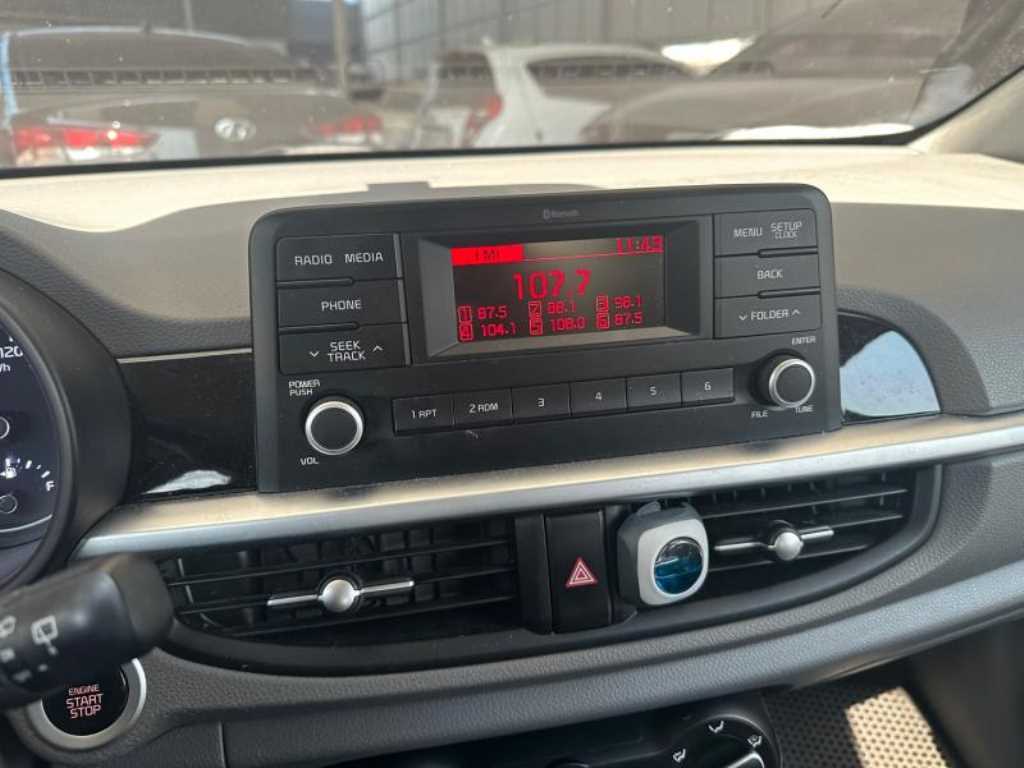 Bluetooth
RADIO MEDIA
PHONE
SEEK
TRACK
POWER
PUSH
VOL
FM1 11:43
107.7
1 87.5 2 88.1 3 98.1
4 104.1 5 108.0 6 87.5
MENU SETUP
CLOCK
BACK
FOLDER
ENTER
FILE TUNE
1 RPT 2 RDM 3 4 5 6
120
F
ENGINE
START
STOP